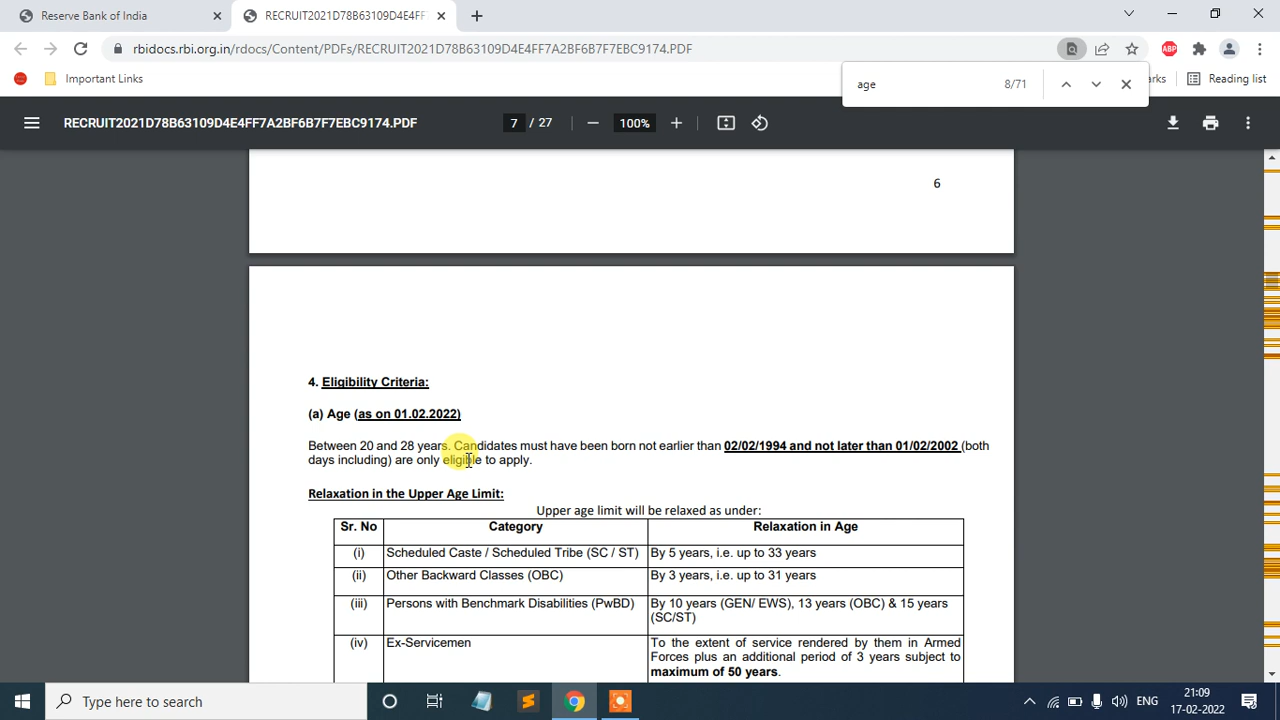 Reserve Bank of India
RECRUIT2021D78B63109D4E4FF
rbidocs.rbi.org.in/rdocs/Content/PDFs/RECRUIT2021D78B63109D4E4FF7A2BF6B7F7EBC9174.PDF
ABP
Important Links
age 8/71
arks
Reading list
RECRUIT2021D78B63109D4E4FF7A2BF6B7F7EBC9174.PDF
7 / 27
100%
6
4. Eligibility Criteria:
(a) Age (as on 01.02.2022)
Between 20 and 28 years. Candidates must have been born not earlier than 02/02/1994 and not later than 01/02/2002 (both
days including) are only eligible to apply.
Relaxation in the Upper Age Limit:
Upper age limit will be relaxed as under:
Sr. No Category Relaxation in Age
(i) Scheduled Caste / Scheduled Tribe (SC / ST) By 5 years, i.e. up to 33 years
(ii) Other Backward Classes (OBC) By 3 years, i.e. up to 31 years
(iii) Persons with Benchmark Disabilities (PwBD) By 10 years (GEN/ EWS), 13 years (OBC) & 15 years
(SC/ST)
(iv) Ex-Servicemen To the extent of service rendered by them in Armed
Forces plus an additional period of 3 years subject to
maximum of 50 years.
Type here to search
ENG
21:09
17-02-2022